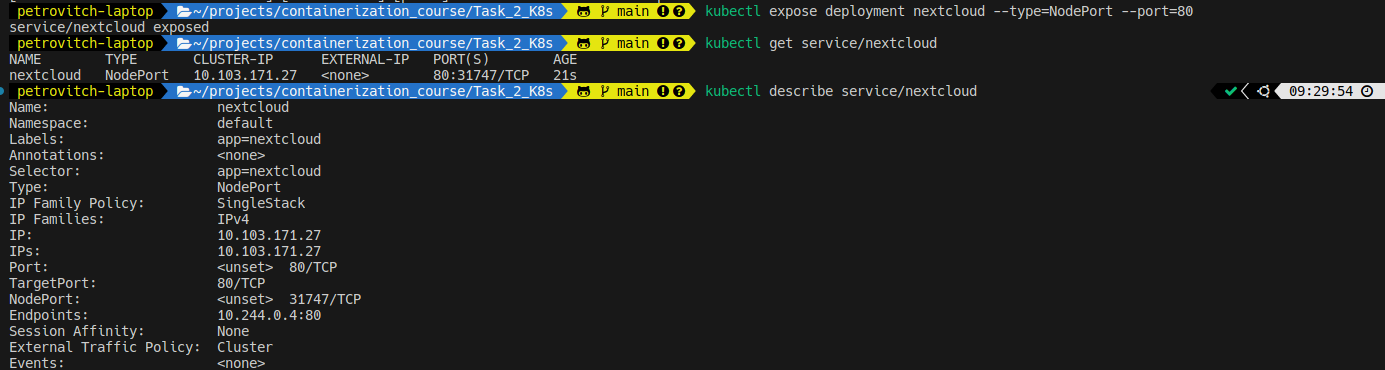 petrovitch-laptop ~/projects/containerization_course/Task_2_K8s main kubectl expose deployment nextcloud --type=NodePort --port=80
service/nextcloud exposed
petrovitch-laptop ~/projects/containerization_course/Task_2_K8s main kubectl get service/nextcloud
NAME TYPE CLUSTER-IP EXTERNAL-IP PORT(S) AGE
nextcloud NodePort 10.103.171.27 <none> 80:31747/TCP 21s
petrovitch-laptop ~/projects/containerization_course/Task_2_K8s main kubectl describe service/nextcloud 09:29:54
Name: nextcloud
Namespace: default
Labels: app=nextcloud
Annotations: <none>
Selector: app=nextcloud
Type: NodePort
IP Family Policy: SingleStack
IP Families: IPv4
IP: 10.103.171.27
IPs: 10.103.171.27
Port: <unset> 80/TCP
TargetPort: 80/TCP
NodePort: <unset> 31747/TCP
Endpoints: 10.244.0.4:80
Session Affinity: None
External Traffic Policy: Cluster
Events: <none>